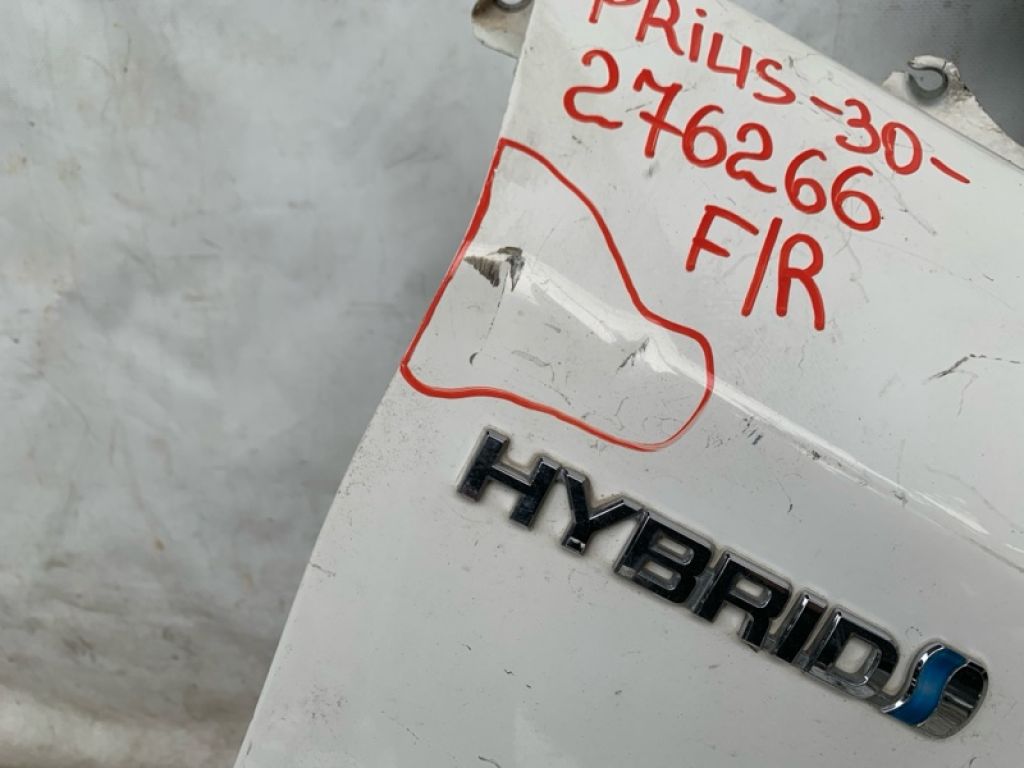 PRiUS-30-
276266
F/R
HYBRID